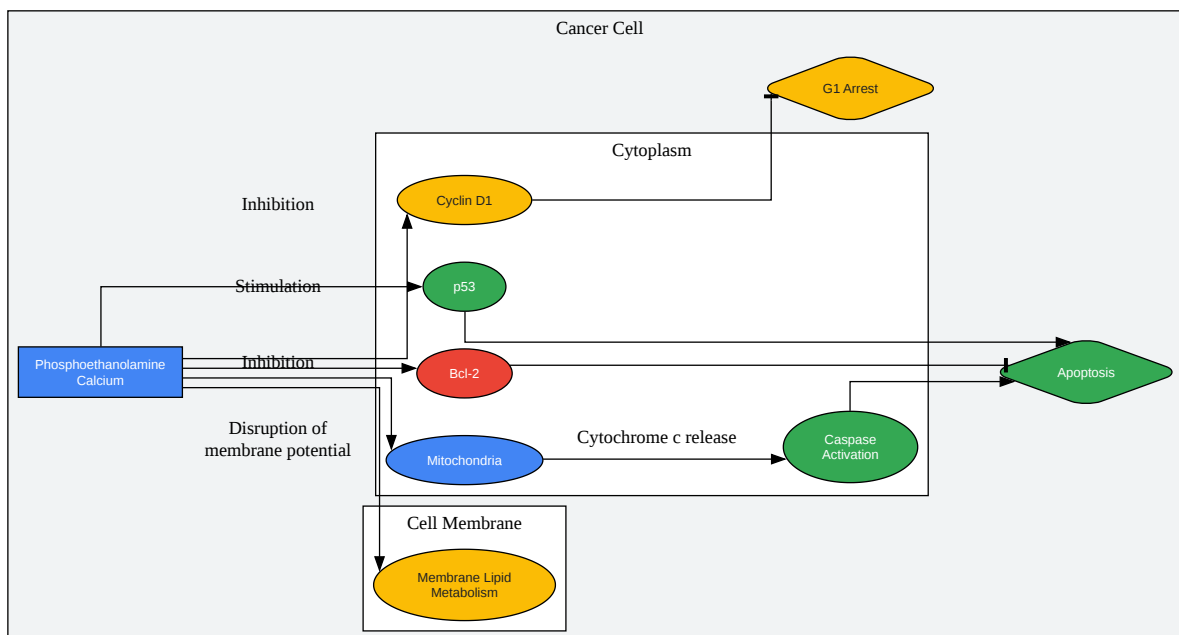 Cancer Cell
G1 Arrest
Cytoplasm
Inhibition
Cyclin D1
Stimulation
p53
Phosphoethanolamine
Calcium
Inhibition
Bcl-2
Apoptosis
Disruption of
membrane potential
Mitochondria
Cytochrome c release
Caspase
Activation
Cell Membrane
Membrane Lipid
Metabolism